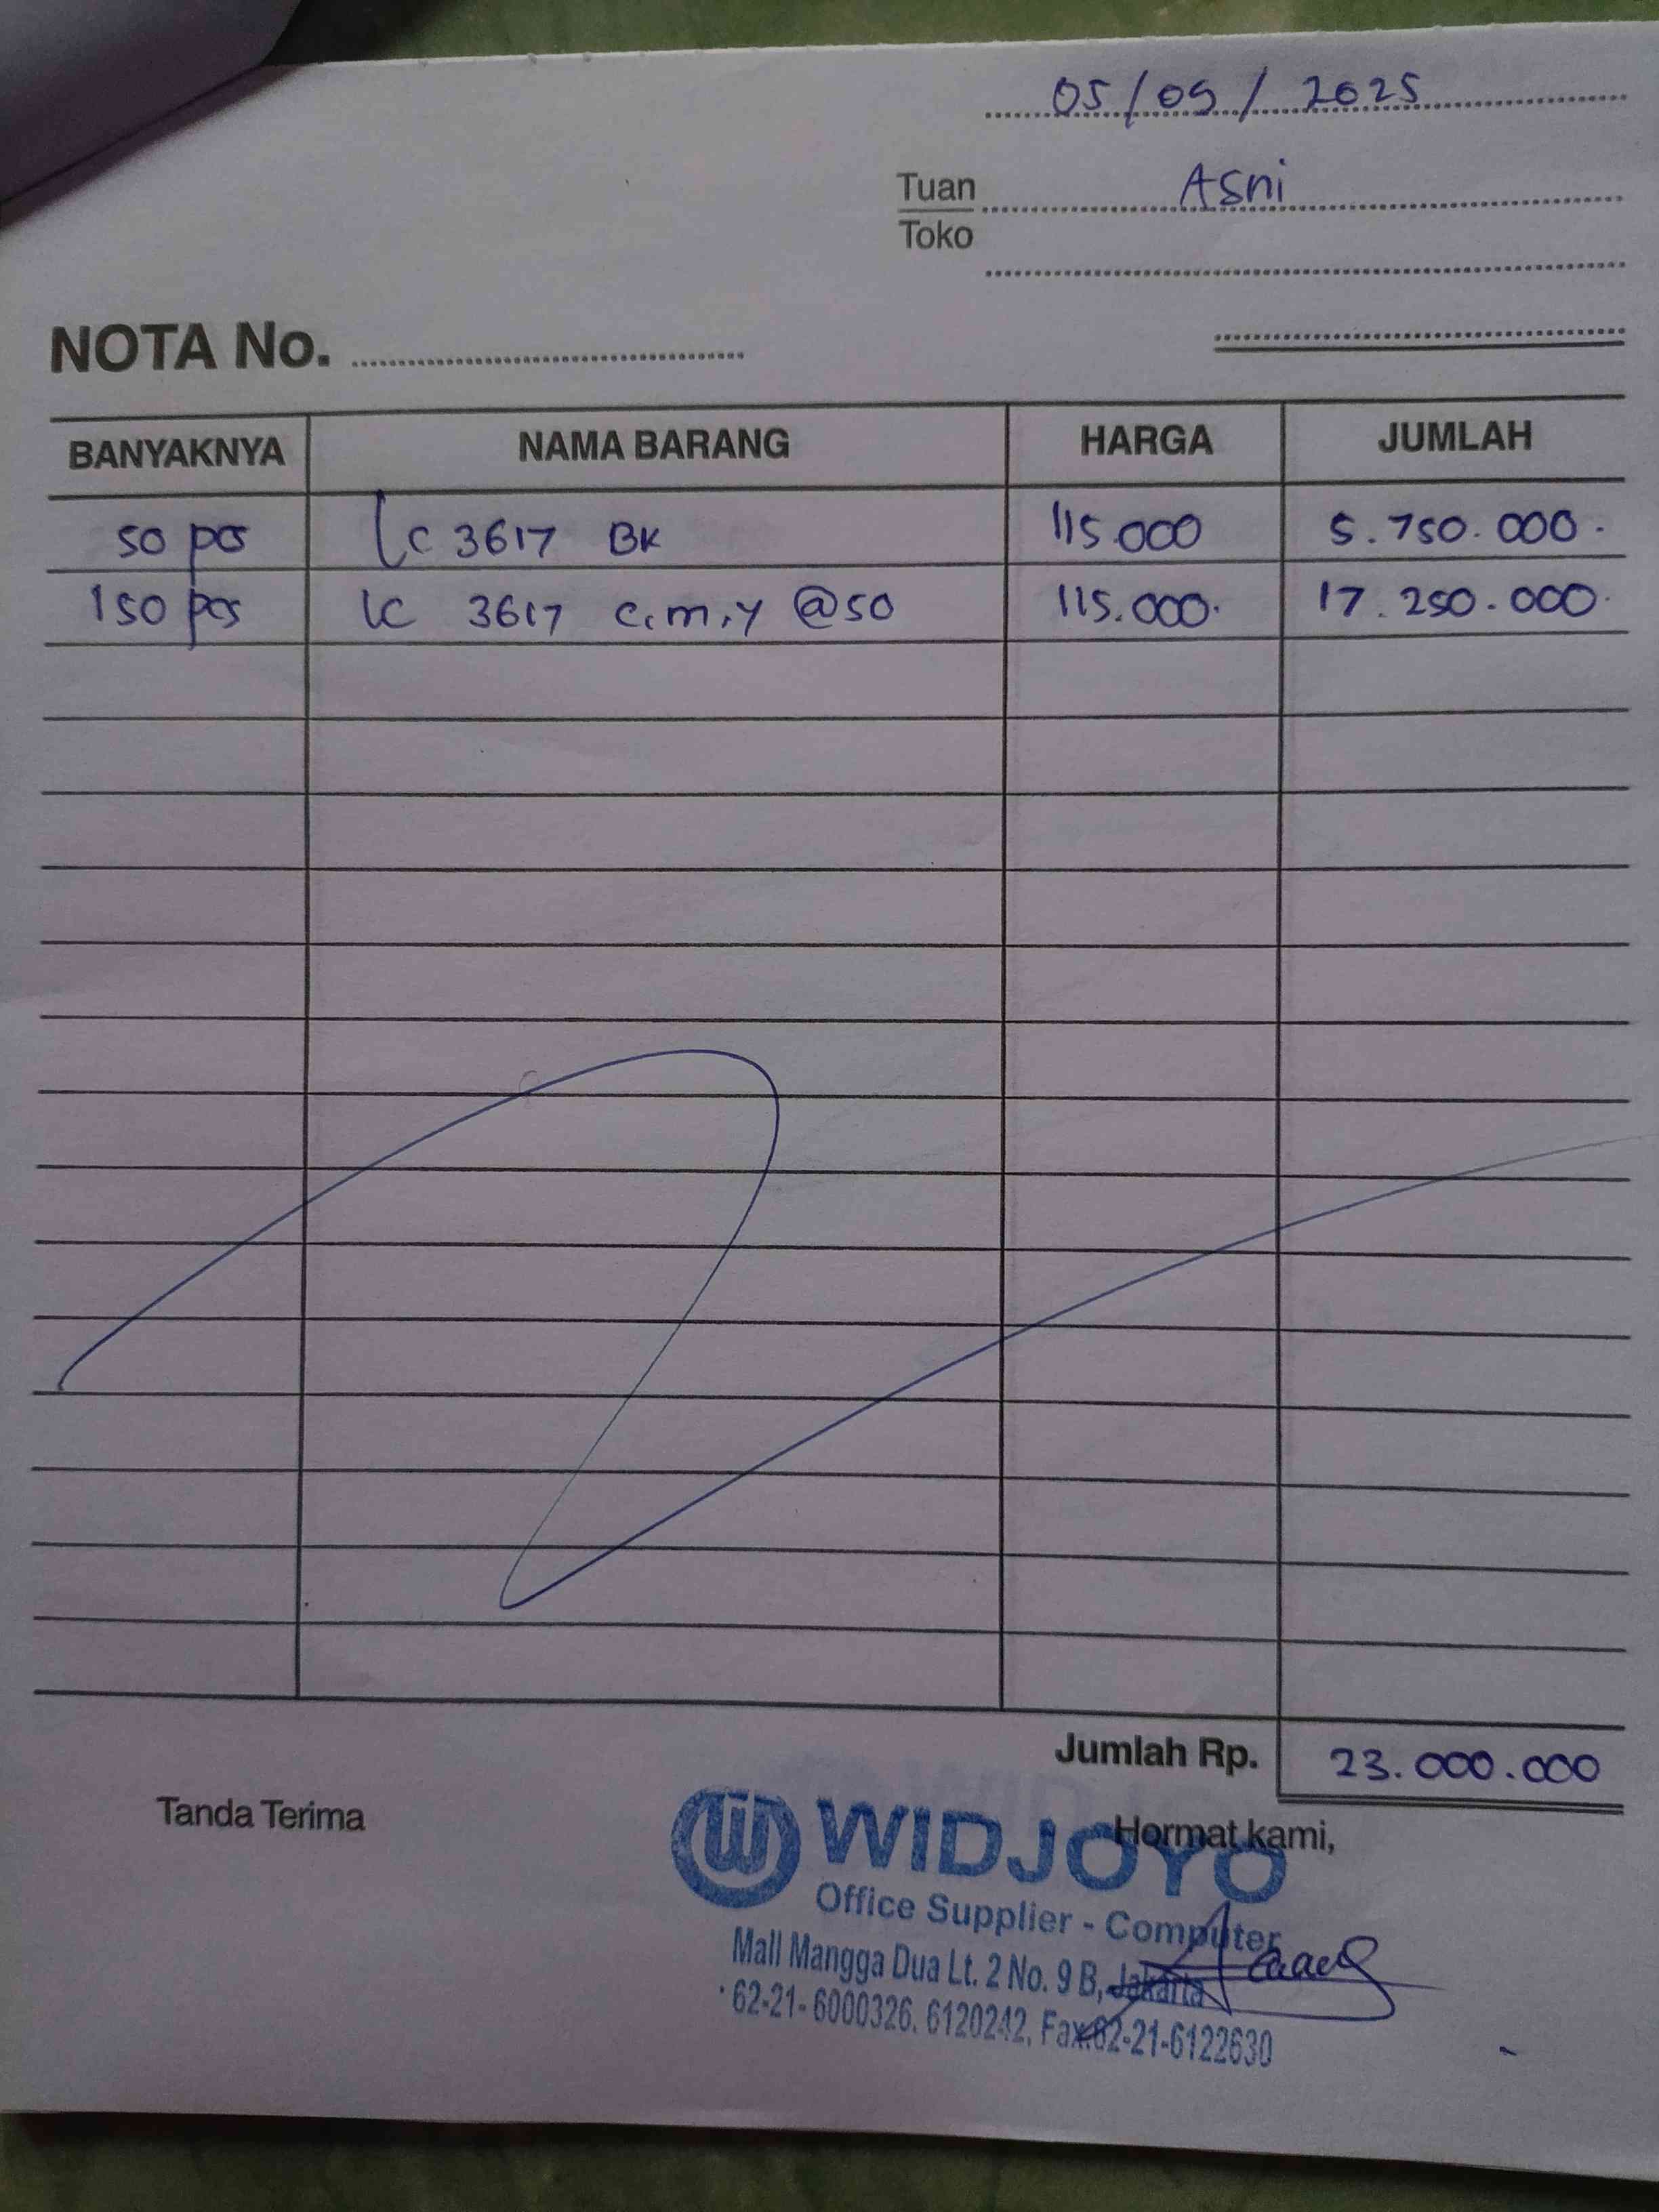 05/09/2025
Tuan Asni
Toko
NOTA No.
BANYAKNYA NAMA BARANG HARGA JUMLAH
50 pcs LC 3617 BK 115.000 5.750.000.
150 pcs LC 3617 C,m,y @50 115.000. 17.250.000.
Jumlah Rp. 23.000.000
Tanda Terima Hormat kami,
WIDJOYO
Office Supplier - Computer
Mall Mangga Dua Lt. 2 No. 9 B, Jakarta
62-21-6000326, 6120242, Fax.62-21-6122630